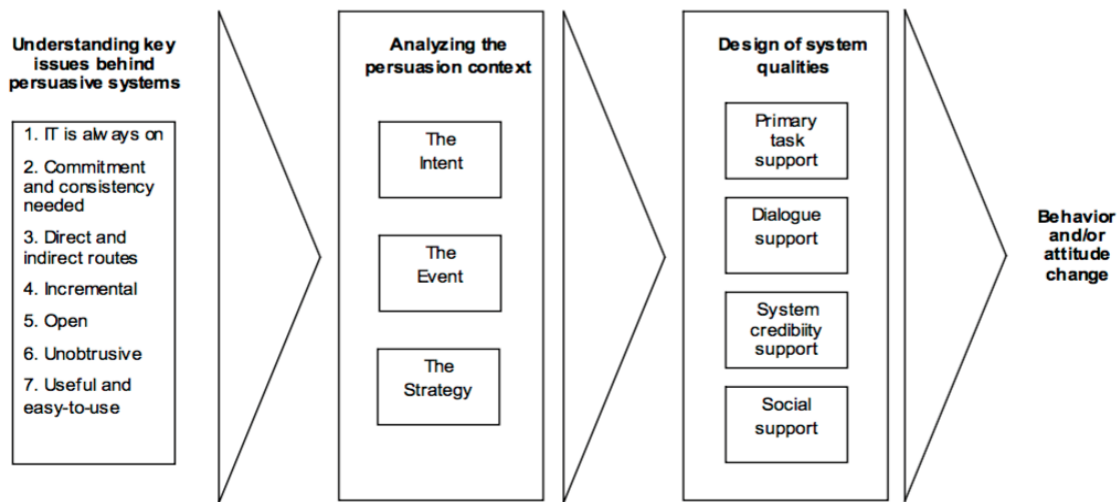 Understanding key
issues behind
persuasive systems
1. IT is always on
2. Commitment
and consistency
needed
3. Direct and
indirect routes
4. Incremental
5. Open
6. Unobtrusive
7. Useful and
easy-to-use
Analyzing the
persuasion context
The
Intent
The
Event
The
Strategy
Design of system
qualities
Primary
task
support
Dialogue
support
System
credibiity
support
Social
support
Behavior
and/or
attitude
change